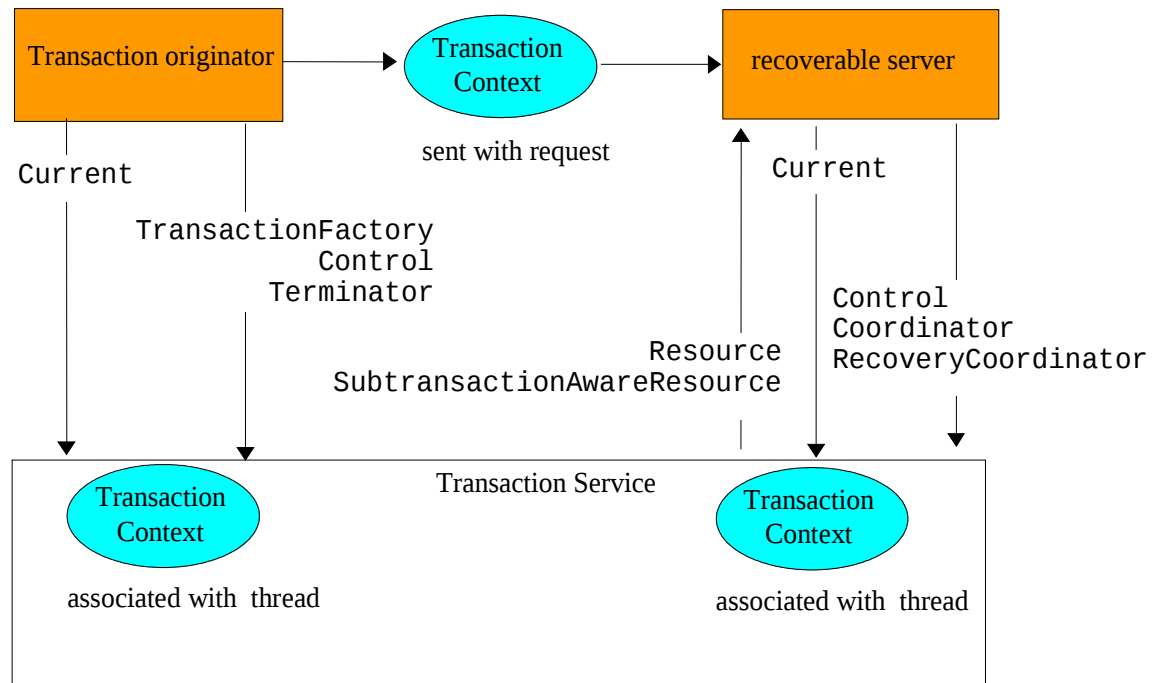 Transaction originator
Transaction
Context
recoverable server
sent with request
Current
Current
TransactionFactory
Control
Terminator
Control
Coordinator
RecoveryCoordinator
Resource
SubtransactionAwareResource
Transaction Service
Transaction
Context
Transaction
Context
associated with thread
associated with thread